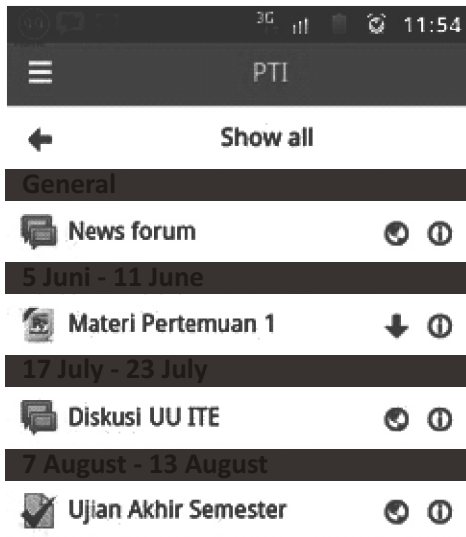 3G 11:54
PTI
Show all
General
News forum
5 Juni - 11 June
Materi Pertemuan 1
17 July - 23 July
Diskusi UU ITE
7 August - 13 August
Ujian Akhir Semester